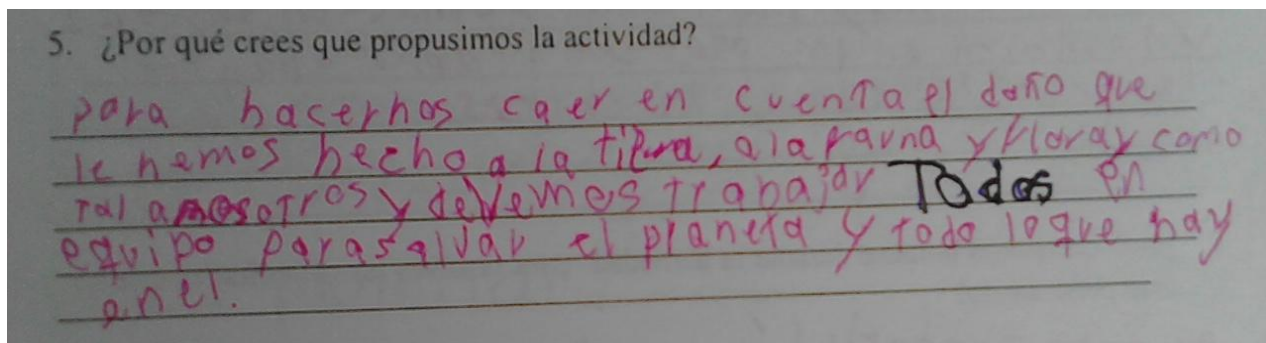 5. ¿Por qué crees que propusimos la actividad?
para hacernos caer en cuenta el daño que
le hemos hecho a la tierra, a la fauna y flora y como
tal a nosotros y devemos trabajar Todos en
equipo para salvar el planeta y todo lo que hay
en el.